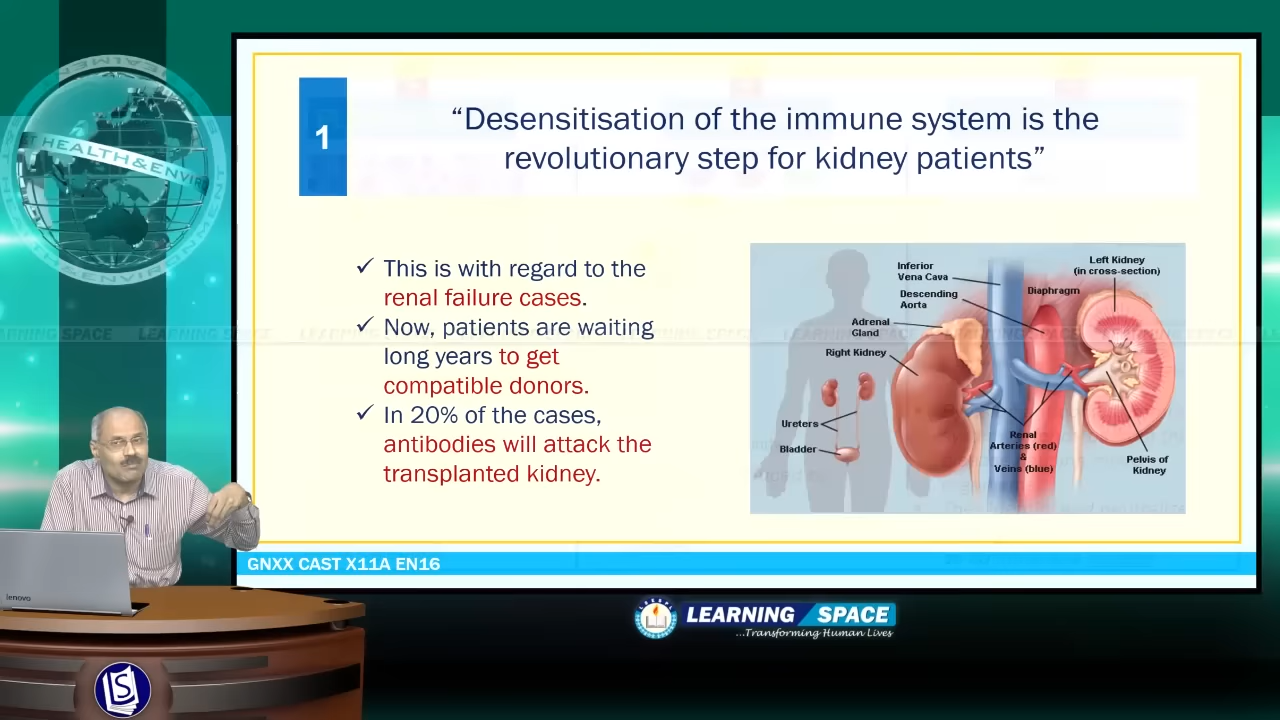 HEALTH&ENVIR
1
“Desensitisation of the immune system is the
revolutionary step for kidney patients”
✓ This is with regard to the
renal failure cases.
✓ Now, patients are waiting
long years to get
compatible donors.
✓ In 20% of the cases,
antibodies will attack the
transplanted kidney.
Inferior
Vena Cava
Descending
Aorta
Adrenal
Gland
Right Kidney
Ureters
Bladder
Left Kidney
(in cross-section)
Diaphragm
Renal
Arteries (red)
&
Veins (blue)
Pelvis of
Kidney
GNXX CAST X11A EN16
lenovo
LS
LEARNING SPACE
...Transforming Human Lives